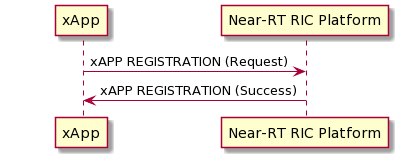 xApp Near-RT RIC Platform
xAPP REGISTRATION (Request)
xAPP REGISTRATION (Success)
xApp Near-RT RIC Platform